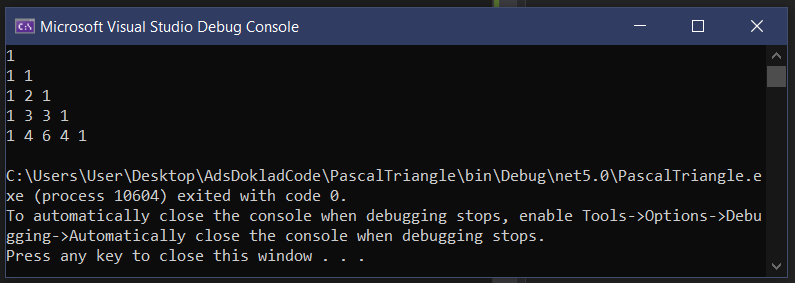 Microsoft Visual Studio Debug Console
1
1 1
1 2 1
1 3 3 1
1 4 6 4 1
C:\Users\User\Desktop\AdsDokladCode\PascalTriangle\bin\Debug\net5.0\PascalTriangle.e
xe (process 10604) exited with code 0.
To automatically close the console when debugging stops, enable Tools->Options->Debu
gging->Automatically close the console when debugging stops.
Press any key to close this window . . .